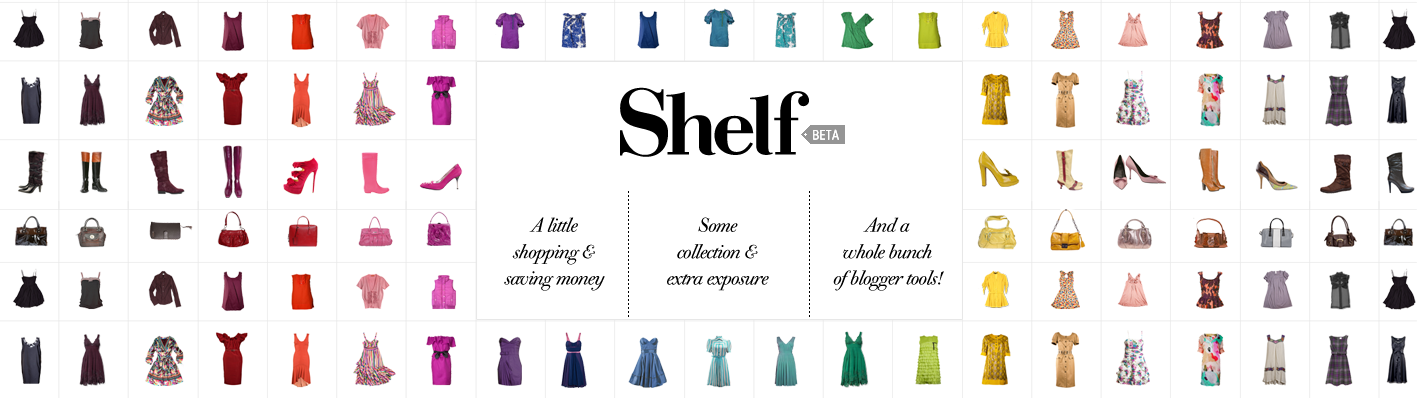 Shelf
BETA
A little
shopping &
saving money
Some
collection &
extra exposure
And a
whole bunch
of blogger tools!